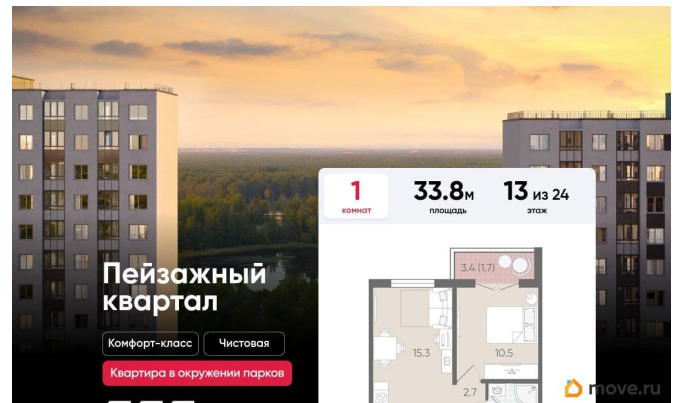 1
комнат
33.8м
площадь
13 из 24
этаж
Пейзажный
квартал
Комфорт-класс
Чистовая
Квартира в окружении парков
3.4 (1.7)
15.3
10.5
2.7
move.ru